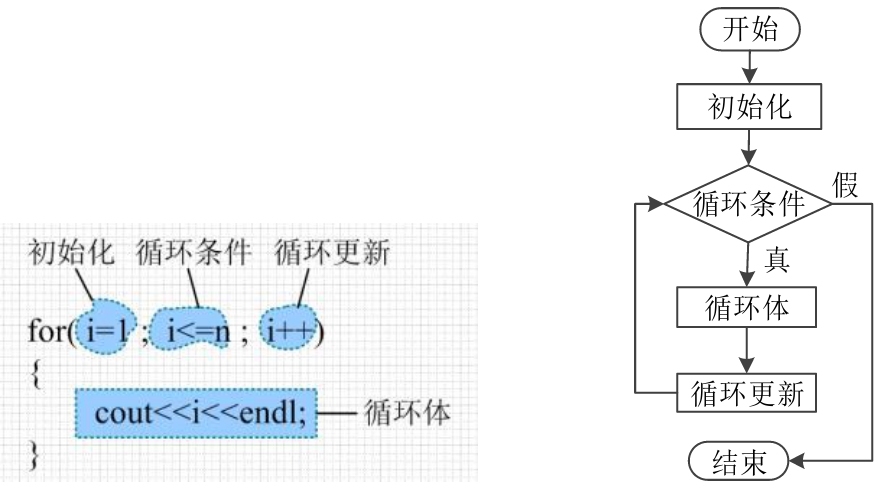 初始化 循环条件 循环更新
for( i=1 ; i<=n ; i++)
{
cout<<i<<endl; 循环体
}
开始
初始化
循环条件 假
真
循环体
循环更新
结束